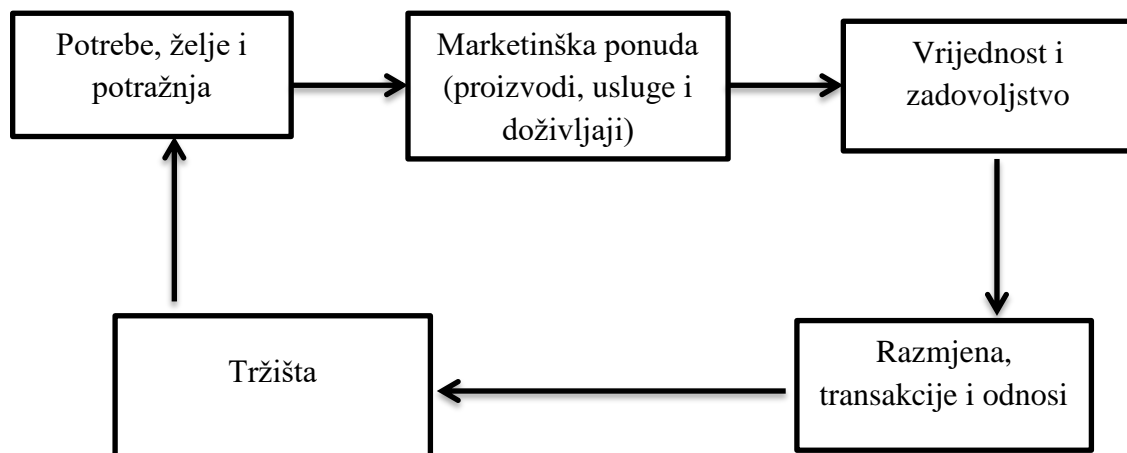 Potrebe, želje i
potražnja
Marketinška ponuda
(proizvodi, usluge i
doživljaji)
Vrijednost i
zadovoljstvo
Razmjena,
transakcije i odnosi
Tržišta